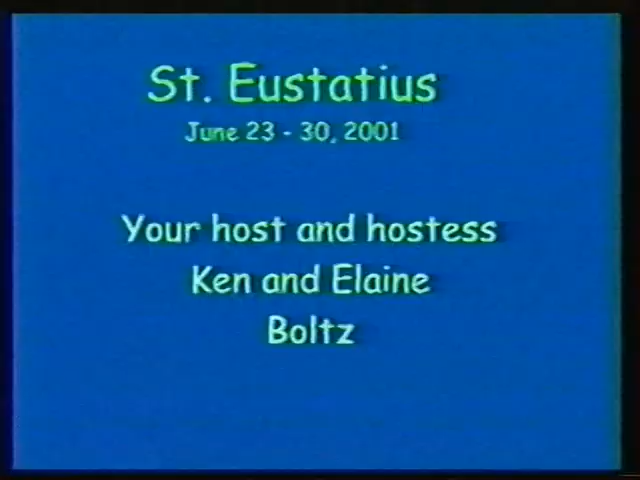 St. Eustatius
June 23 - 30, 2001
Your host and hostess
Ken and Elaine
Boltz